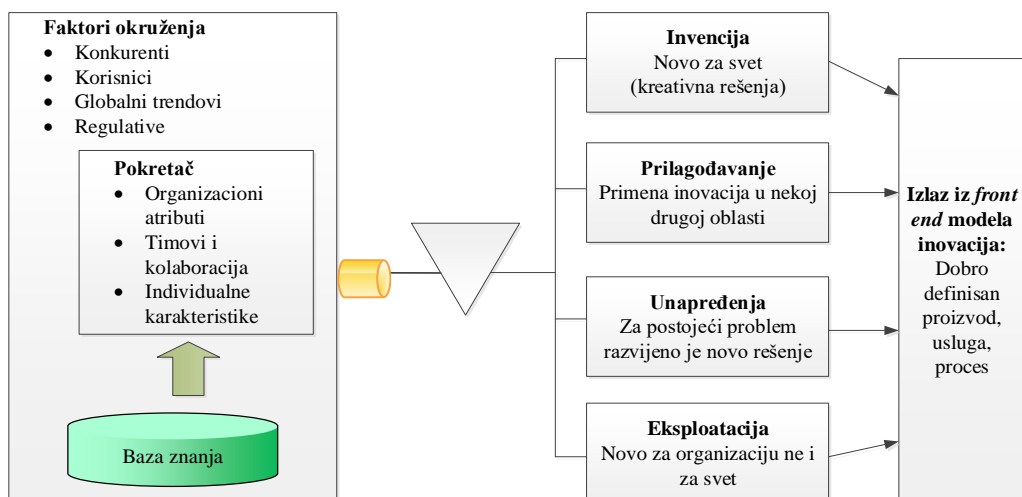 Faktori okruženja
Konkurenti
Korisnici
Globalni trendovi
Regulative
Pokretač
Organizacioni
atributi
Timovi i
kolaboracija
Individualne
karakteristike
Baza znanja
Invencija
Novo za svet
(kreativna rešenja)
Prilagođavanje
Primena inovacija u nekoj
drugoj oblasti
Unapređenja
Za postojeći problem
razvijeno je novo rešenje
Eksploatacija
Novo za organizaciju ne i
za svet
Izlaz iz front
end modela
inovacija:
Dobro
definisan
proizvod,
usluga,
proces